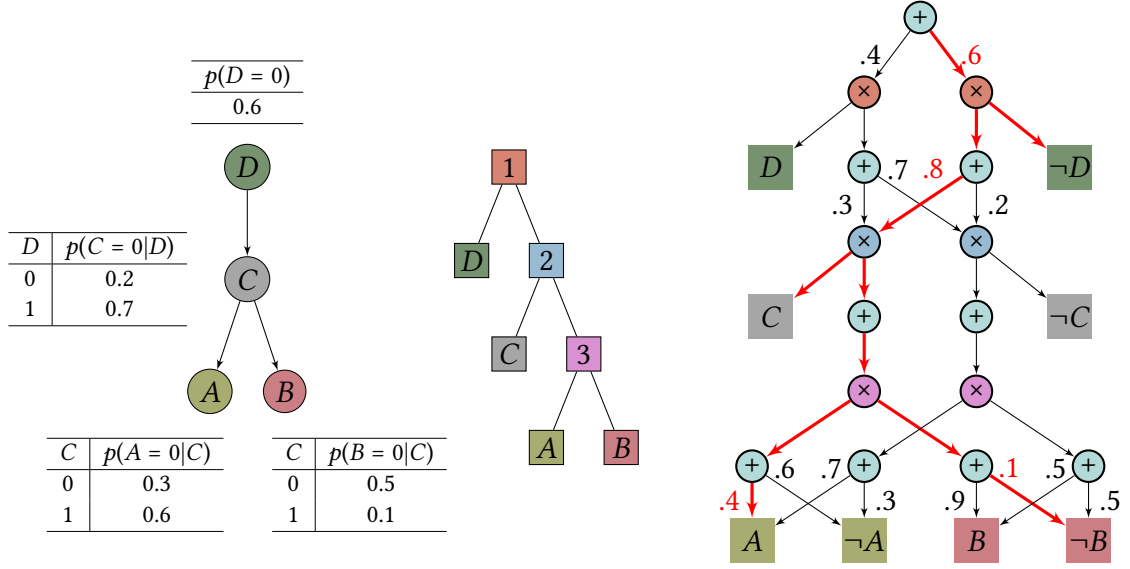 p(D = 0)
0.6
D
D p(C = 0|D)
0 0.2
1 0.7
C
A B
C p(A = 0|C)
0 0.3
1 0.6
C p(B = 0|C)
0 0.5
1 0.1
1
D 2
C 3
A B
+
.4 .6
× ×
D + .7 .8 + ¬D
.3 .2
× ×
C + + ¬C
× ×
+ .6 .7 + + .1 .5 +
.4 .3 .9 .5
A ¬A B ¬B